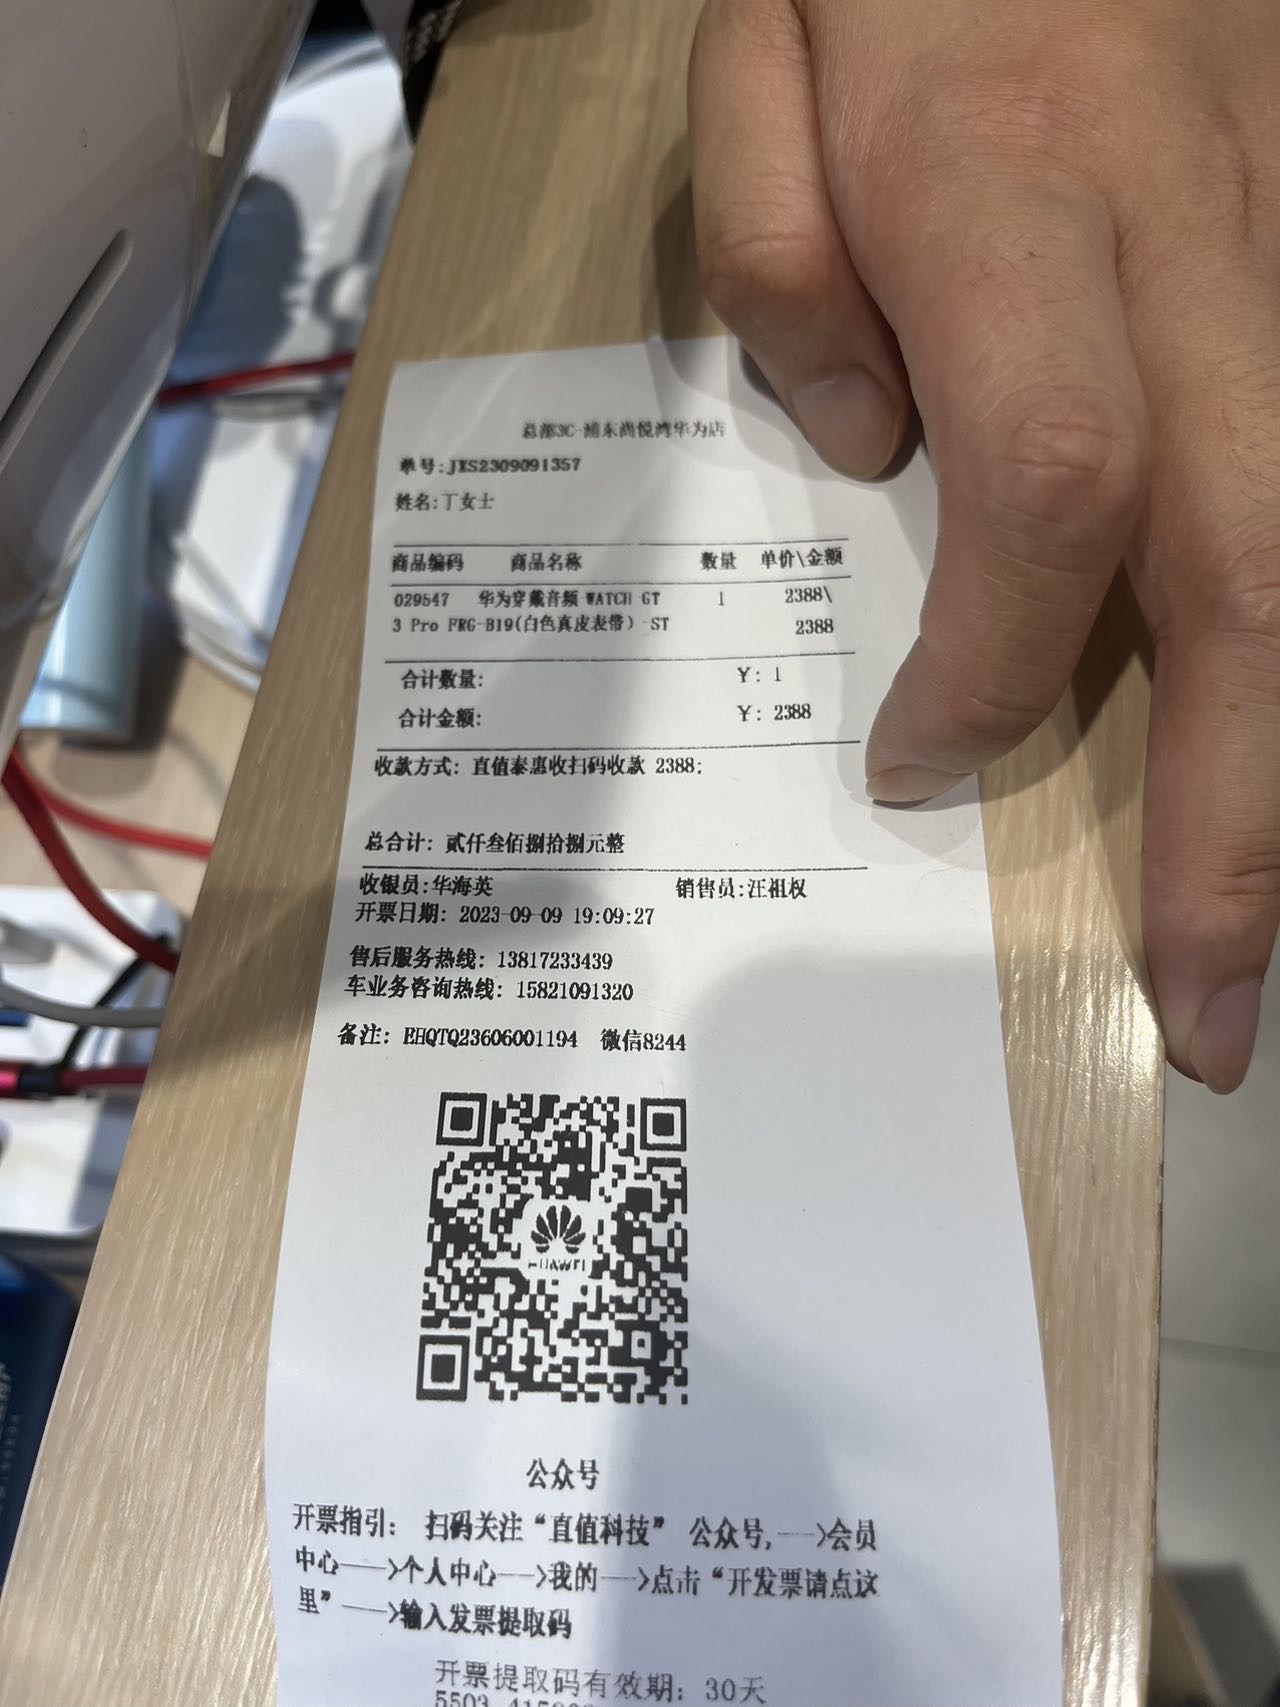 总部3C-浦东尚悦湾华为店
单号:JXS2309091357
姓名:丁女士
商品编码 商品名称 数量 单价\金额
029547 华为穿戴音频 WATCH GT 1 2388\
3 Pro FRG-B19(白色真皮表带) -ST 2388
合计数量: ¥: 1
合计金额: ¥: 2388
收款方式: 直值泰惠收扫码收款 2388;
总合计: 贰仟叁佰捌拾捌元整
收银员:华海英 销售员:汪祖权
开票日期: 2023-09-09 19:09:27
售后服务热线: 13817233439
车业务咨询热线: 15821091320
备注: EHQTQ23606001194 微信8244
HUAWEI
公众号
开票指引: 扫码关注“直值科技” 公众号,--->会员
中心--->个人中心--->我的--->点击“开发票请点这
里”--->输入发票提取码
开票提取码有效期: 30天
5503